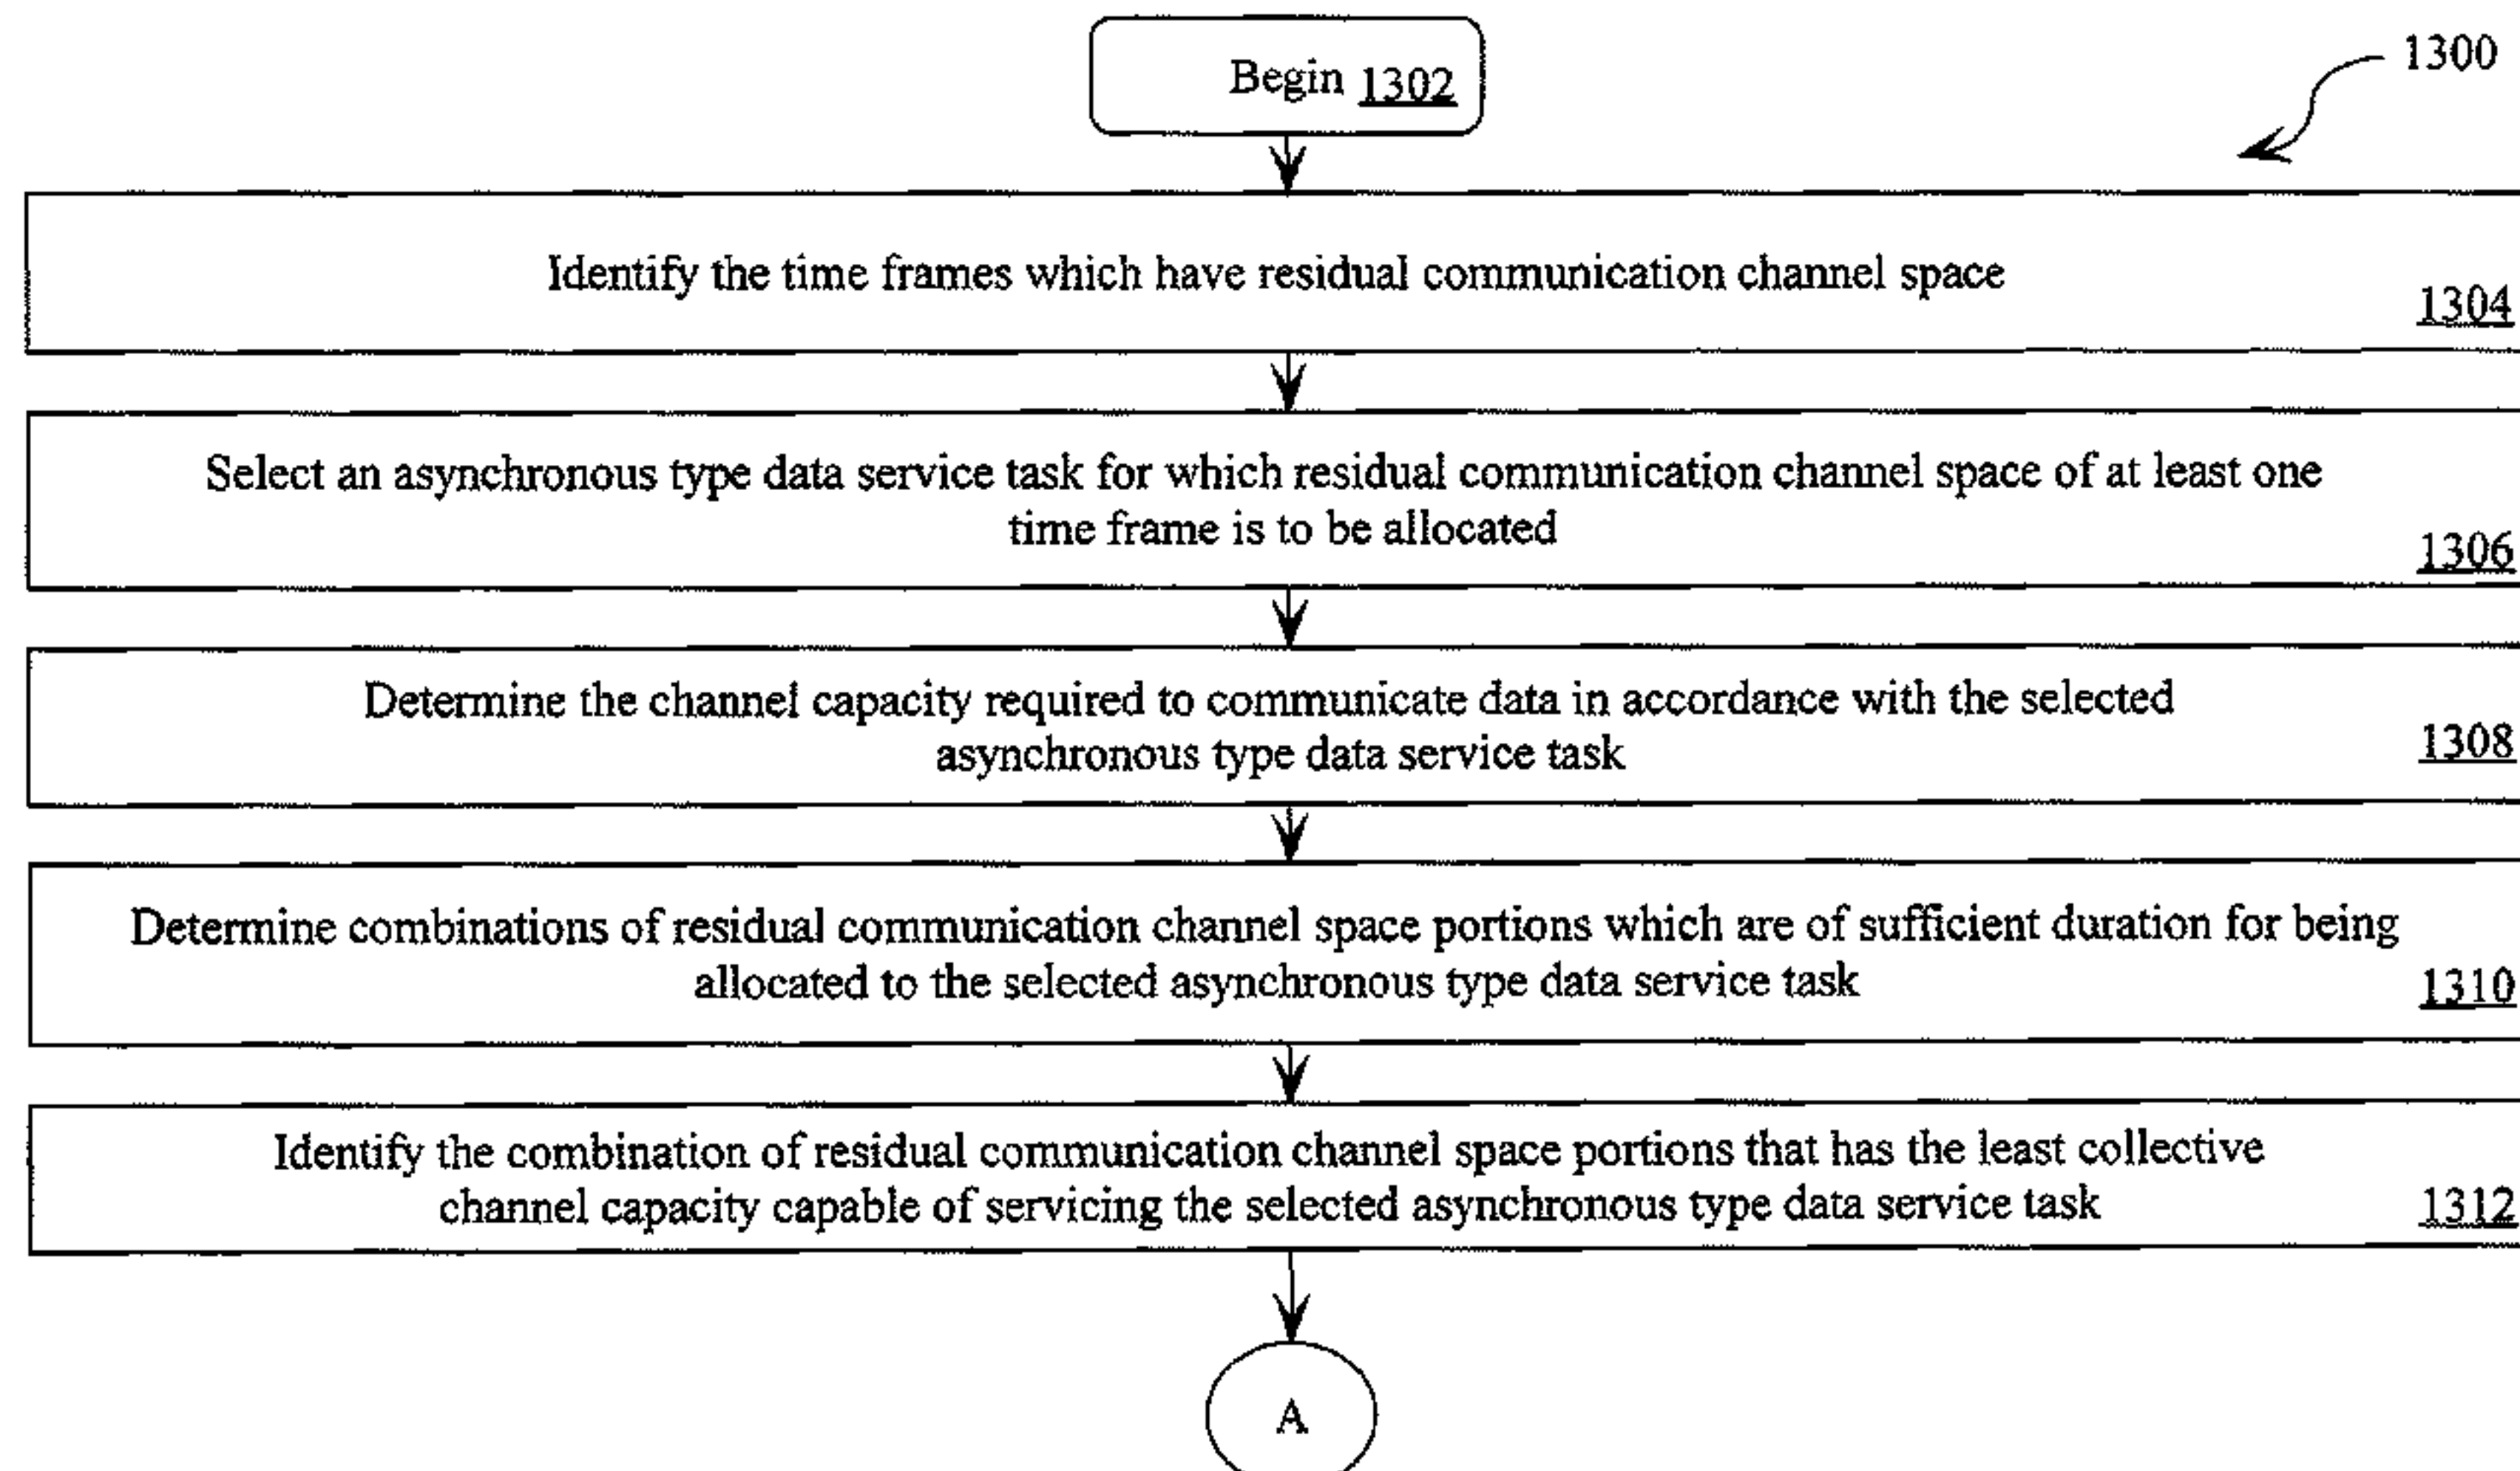 Begin 1302
1300
Identify the time frames which have residual communication channel space
1304
Select an asynchronous type data service task for which residual communication channel space of at least one
time frame is to be allocated
1306
Determine the channel capacity required to communicate data in accordance with the selected
asynchronous type data service task
1308
Determine combinations of residual communication channel space portions which are of sufficient duration for being
allocated to the selected asynchronous type data service task
1310
Identify the combination of residual communication channel space portions that has the least collective
channel capacity capable of servicing the selected asynchronous type data service task
1312
A